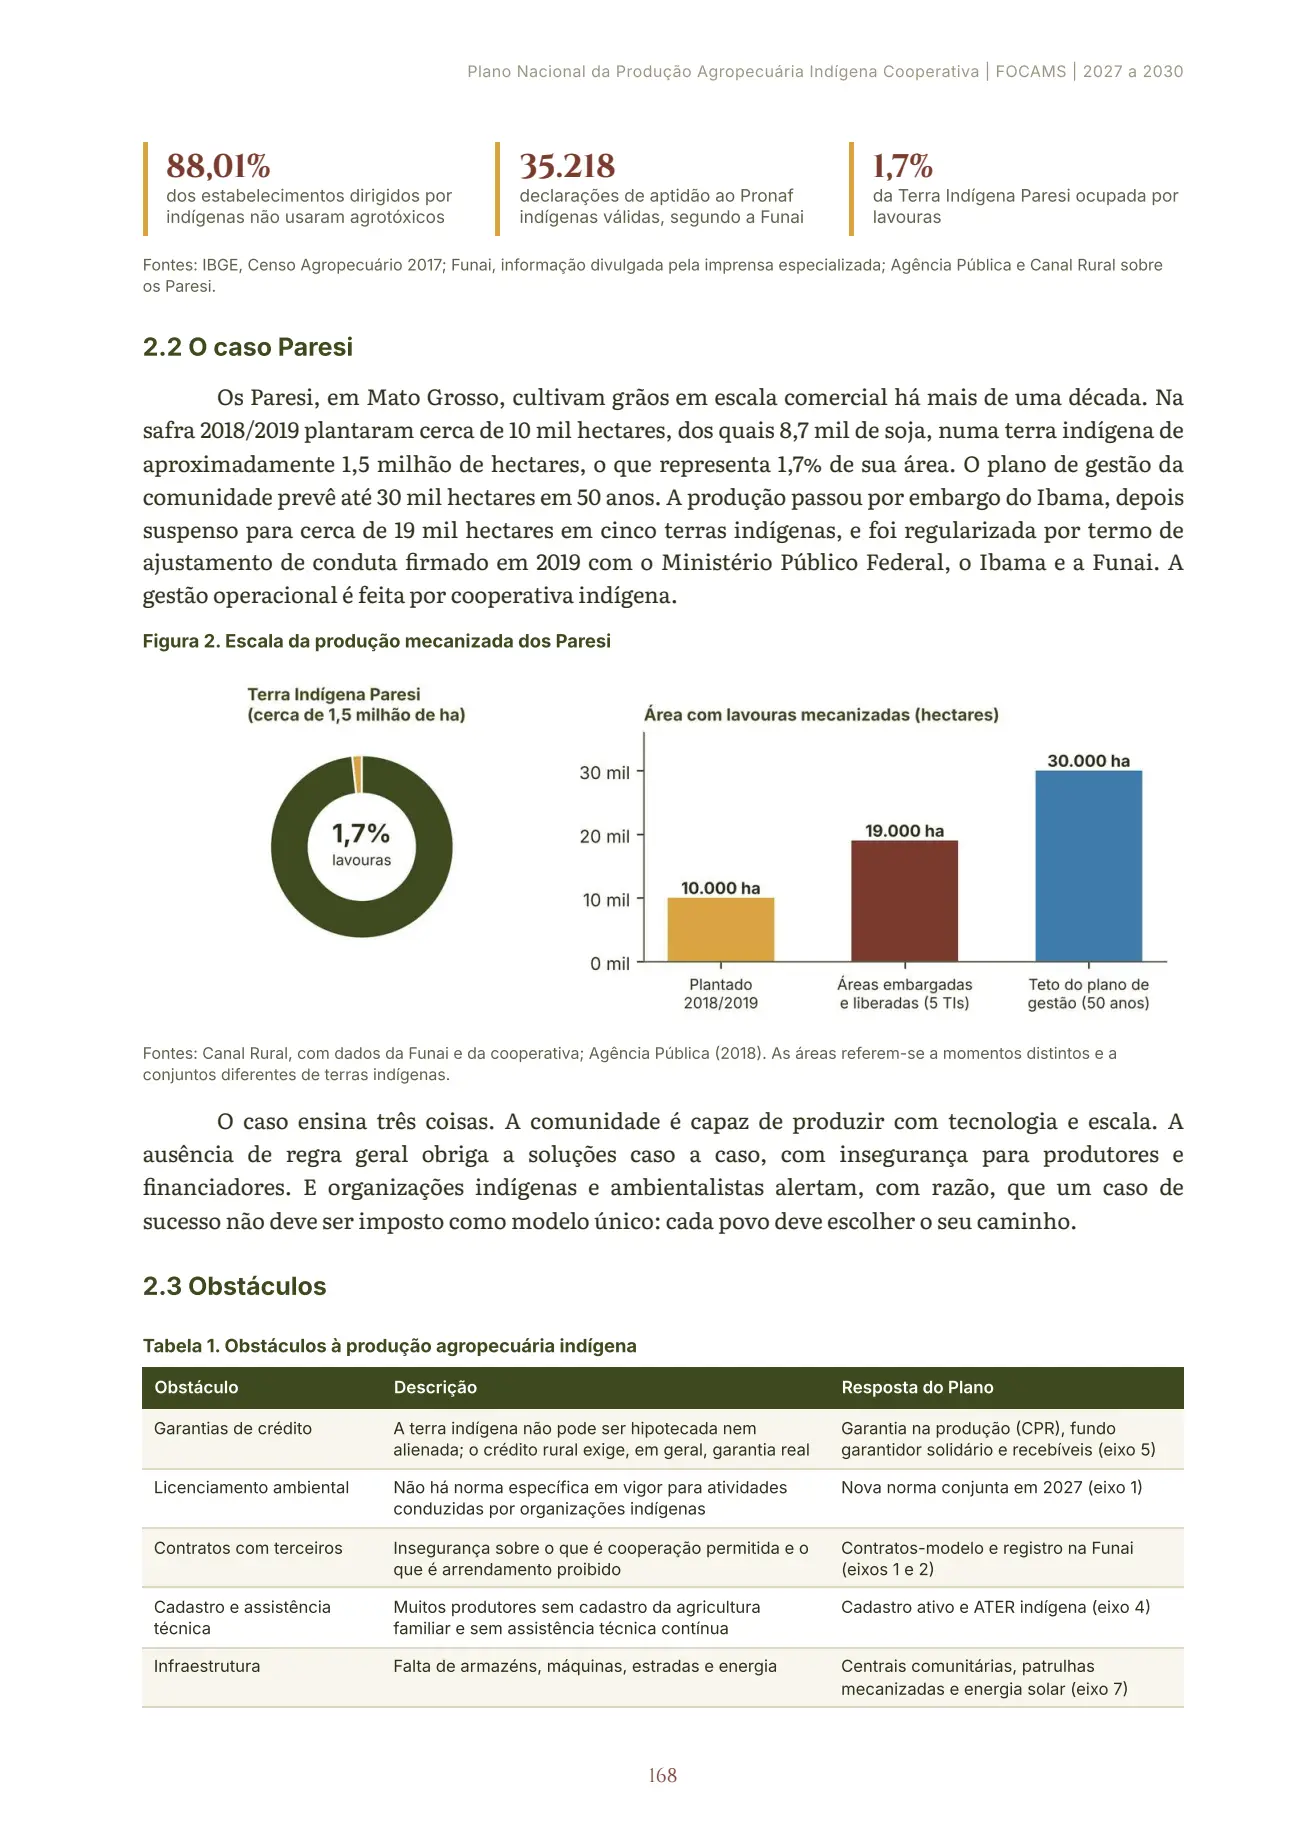 Plano Nacional da Produção Agropecuária Indígena Cooperativa | FOCAMS | 2027 a 2030
88,01%
dos estabelecimentos dirigidos por
indígenas não usaram agrotóxicos
35.218
declarações de aptidão ao Pronaf
indígenas válidas, segundo a Funai
1,7%
da Terra Indígena Paresi ocupada por
lavouras
Fontes: IBGE, Censo Agropecuário 2017; Funai, informação divulgada pela imprensa especializada; Agência Pública e Canal Rural sobre
os Paresi.
2.2 O caso Paresi
Os Paresi, em Mato Grosso, cultivam grãos em escala comercial há mais de uma década. Na
safra 2018/2019 plantaram cerca de 10 mil hectares, dos quais 8,7 mil de soja, numa terra indígena de
aproximadamente 1,5 milhão de hectares, o que representa 1,7% de sua área. O plano de gestão da
comunidade prevê até 30 mil hectares em 50 anos. A produção passou por embargo do Ibama, depois
suspenso para cerca de 19 mil hectares em cinco terras indígenas, e foi regularizada por termo de
ajustamento de conduta firmado em 2019 com o Ministério Público Federal, o Ibama e a Funai. A
gestão operacional é feita por cooperativa indígena.
Figura 2. Escala da produção mecanizada dos Paresi
Terra Indígena Paresi
(cerca de 1,5 milhão de ha)
1,7%
lavouras
Área com lavouras mecanizadas (hectares)
30 mil
20 mil
10 mil
0 mil
10.000 ha
19.000 ha
30.000 ha
Plantado
2018/2019
Áreas embargadas
e liberadas (5 TIs)
Teto do plano de
gestão (50 anos)
Fontes: Canal Rural, com dados da Funai e da cooperativa; Agência Pública (2018). As áreas referem-se a momentos distintos e a
conjuntos diferentes de terras indígenas.
O caso ensina três coisas. A comunidade é capaz de produzir com tecnologia e escala. A
ausência de regra geral obriga a soluções caso a caso, com insegurança para produtores e
financiadores. E organizações indígenas e ambientalistas alertam, com razão, que um caso de
sucesso não deve ser imposto como modelo único: cada povo deve escolher o seu caminho.
2.3 Obstáculos
Tabela 1. Obstáculos à produção agropecuária indígena
Obstáculo
Descrição
Resposta do Plano
Garantias de crédito
A terra indígena não pode ser hipotecada nem
alienada; o crédito rural exige, em geral, garantia real
Garantia na produção (CPR), fundo
garantidor solidário e recebíveis (eixo 5)
Licenciamento ambiental
Não há norma específica em vigor para atividades
conduzidas por organizações indígenas
Nova norma conjunta em 2027 (eixo 1)
Contratos com terceiros
Insegurança sobre o que é cooperação permitida e o
que é arrendamento proibido
Contratos-modelo e registro na Funai
(eixos 1 e 2)
Cadastro e assistência
técnica
Muitos produtores sem cadastro da agricultura
familiar e sem assistência técnica contínua
Cadastro ativo e ATER indígena (eixo 4)
Infraestrutura
Falta de armazéns, máquinas, estradas e energia
Centrais comunitárias, patrulhas
mecanizadas e energia solar (eixo 7)
168